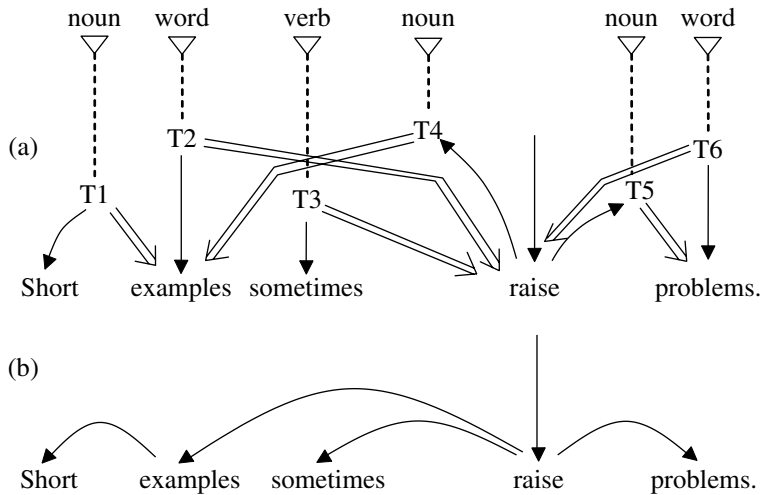 noun word verb noun noun word
T4
(a) T2 T6
T1 T3 T5
Short examples sometimes raise problems.
(b)
Short examples sometimes raise problems.